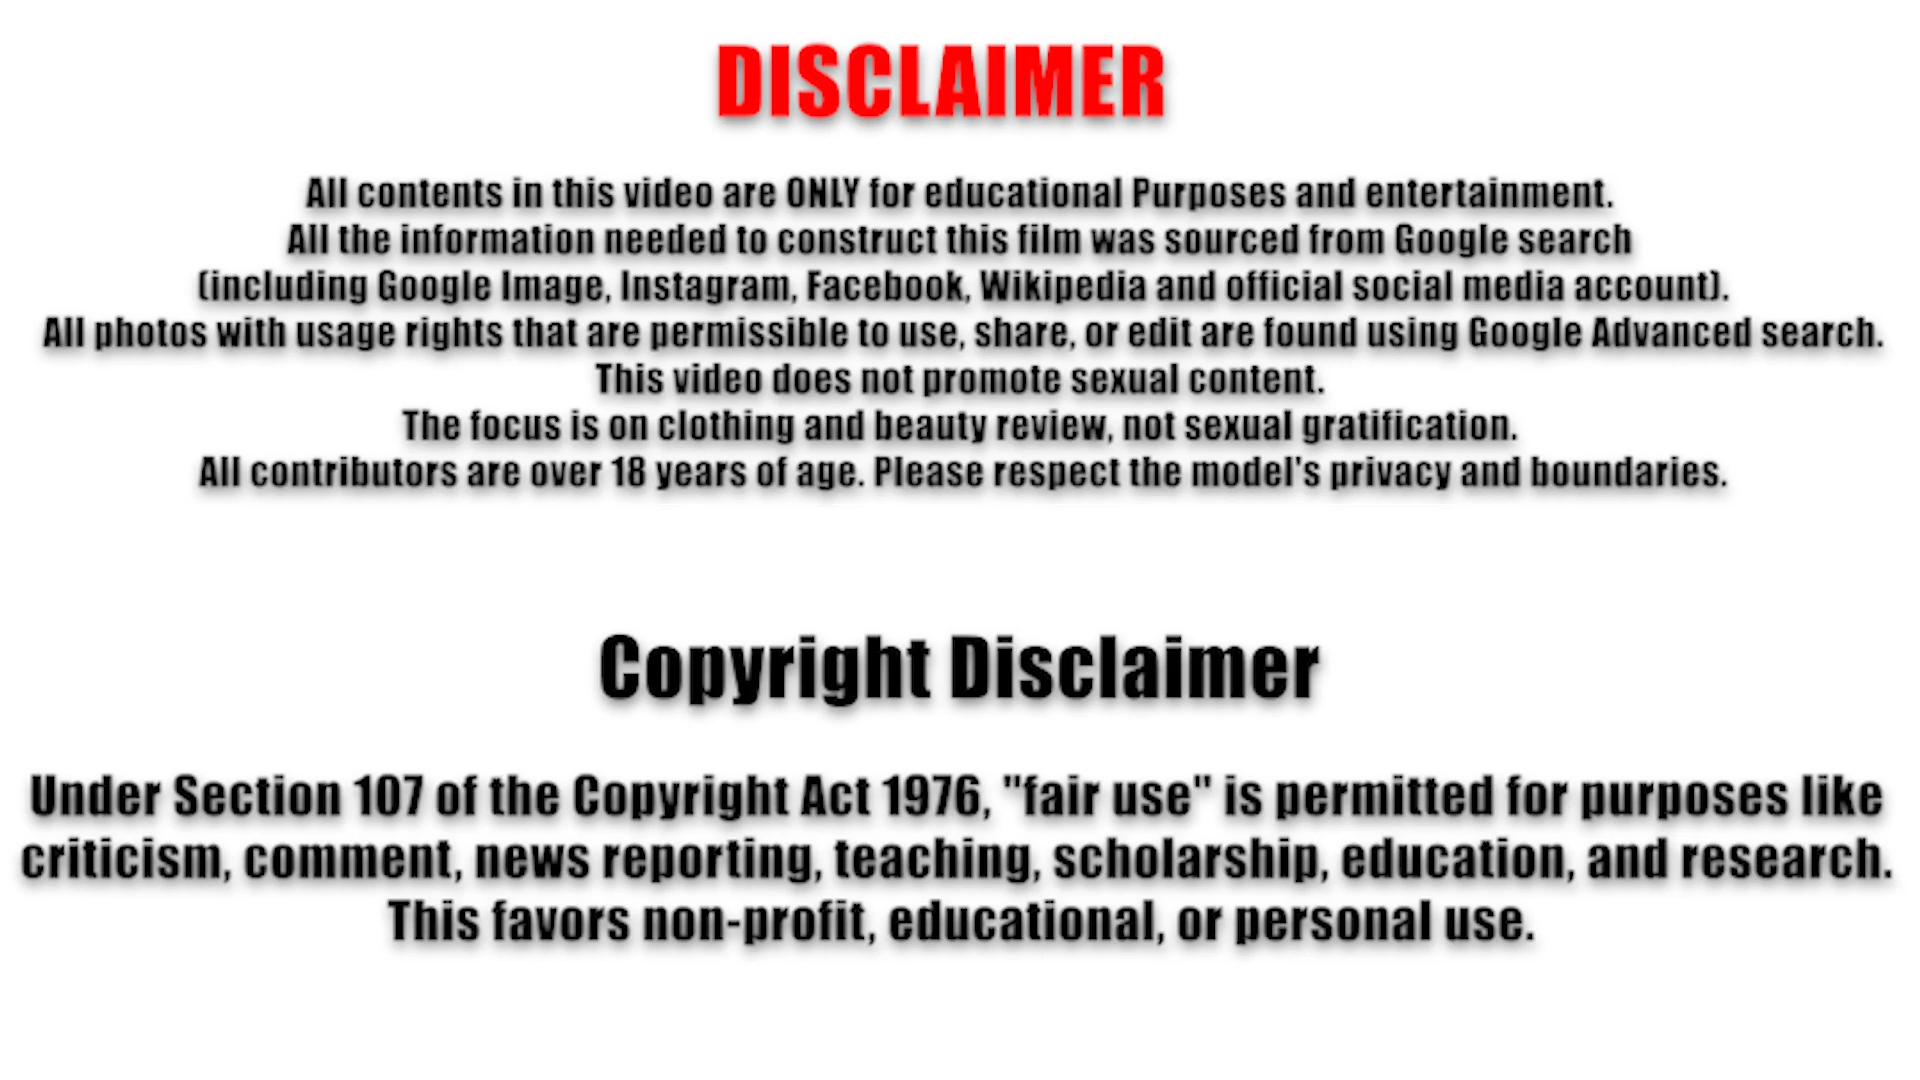 DISCLAIMER
All contents in this video are ONLY for educational Purposes and entertainment.
All the information needed to construct this film was sourced from Google search
(including Google Image, Instagram, Facebook, Wikipedia and official social media account).
All photos with usage rights that are permissible to use, share, or edit are found using Google Advanced search.
This video does not promote sexual content.
The focus is on clothing and beauty review, not sexual gratification.
All contributors are over 18 years of age. Please respect the model's privacy and boundaries.
Copyright Disclaimer
Under Section 107 of the Copyright Act 1976, "fair use" is permitted for purposes like
criticism, comment, news reporting, teaching, scholarship, education, and research.
This favors non-profit, educational, or personal use.